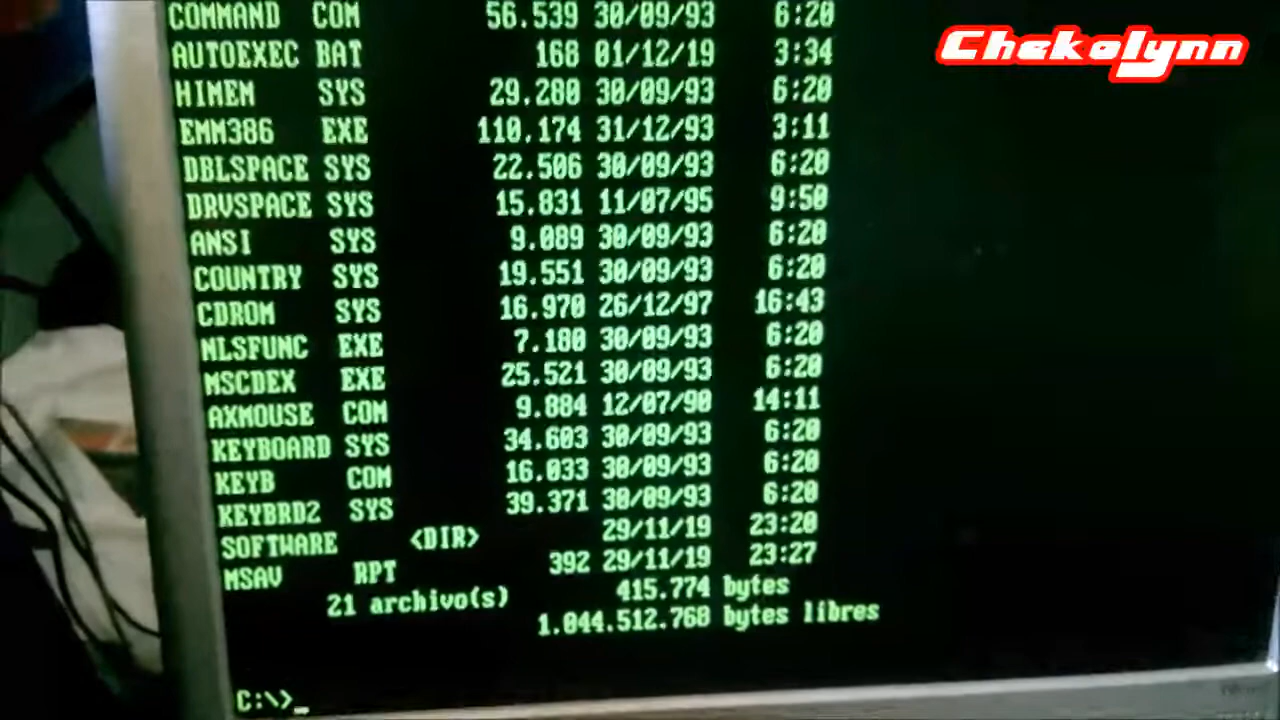 Chekolynn
COMMAND COM 56.539 30/09/93 6:20
AUTOEXEC BAT 168 01/12/19 3:34
HIMEM SYS 29.280 30/09/93 6:20
EMM386 EXE 110.174 31/12/93 3:11
DBLSPACE SYS 22.506 30/09/93 6:20
DRVSPACE SYS 15.831 11/07/95 9:50
ANSI SYS 9.089 30/09/93 6:20
COUNTRY SYS 19.551 30/09/93 6:20
CDROM SYS 16.970 26/12/97 16:43
NLSFUNC EXE 7.180 30/09/93 6:20
MSCDEX EXE 25.521 30/09/93 6:20
AXMOUSE COM 9.884 12/07/90 14:11
KEYBOARD SYS 34.603 30/09/93 6:20
KEYB COM 16.033 30/09/93 6:20
KEYBRD2 SYS 39.371 30/09/93 6:20
SOFTWARE <DIR> 29/11/19 23:20
MSAV RPT 392 29/11/19 23:27
21 archivo(s) 415.774 bytes
1.044.512.768 bytes libres
C:\>_